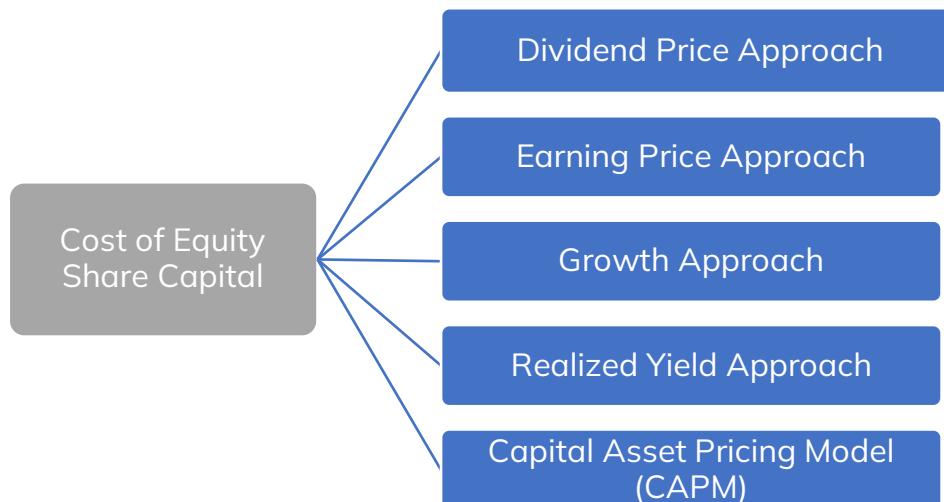 Dividend Price Approach
Earning Price Approach
Cost of Equity
Share Capital
Growth Approach
Realized Yield Approach
Capital Asset Pricing Model
(CAPM)